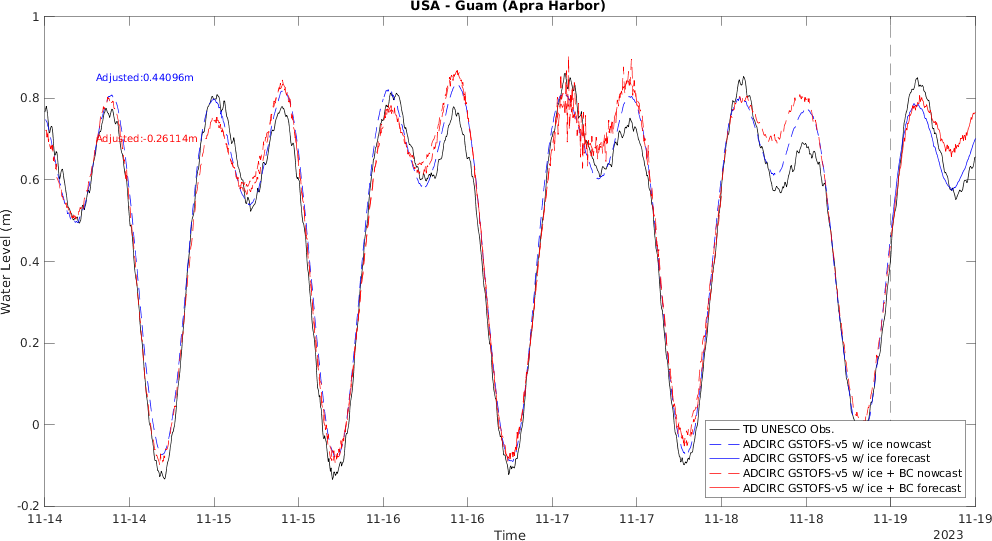 USA - Guam (Apra Harbor)
1
0.8
0.6
0.4
0.2
0
-0.2
Water Level (m)
Adjusted:0.44096m
Adjusted:-0.26114m
TD UNESCO Obs.
ADCIRC GSTOFS-v5 w/ ice nowcast
ADCIRC GSTOFS-v5 w/ ice forecast
ADCIRC GSTOFS-v5 w/ ice + BC nowcast
ADCIRC GSTOFS-v5 w/ ice + BC forecast
11-14 11-14 11-15 11-15 11-16 11-16 11-17 11-17 11-18 11-18 11-19 11-19
Time
2023